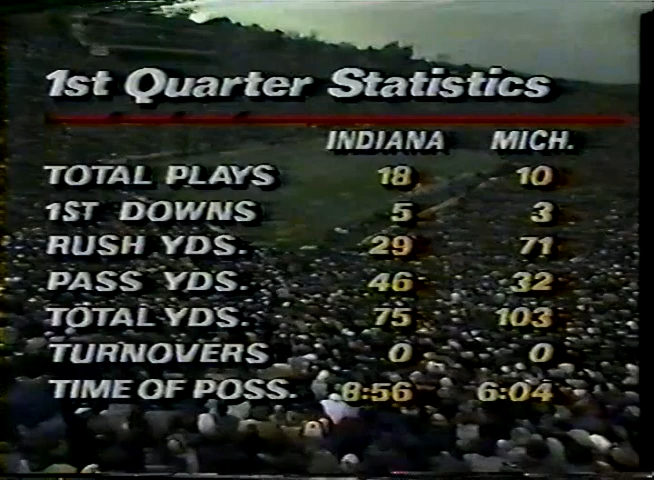 1st Quarter Statistics
INDIANA MICH.
TOTAL PLAYS 18 10
1ST DOWNS 5 3
RUSH YDS. 29 71
PASS YDS. 46 32
TOTAL YDS. 75 103
TURNOVERS 0 0
TIME OF POSS. 8:56 6:04